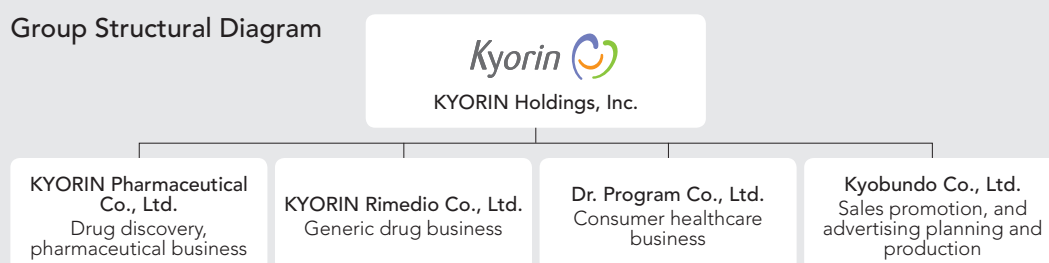 Group Structural Diagram
Kyorin
KYORIN Holdings, Inc.
KYORIN Pharmaceutical
Co., Ltd.
Drug discovery,
pharmaceutical business
KYORIN Rimedio Co., Ltd.
Generic drug business
Dr. Program Co., Ltd.
Consumer healthcare
business
Kyobundo Co., Ltd.
Sales promotion, and
advertising planning and
production